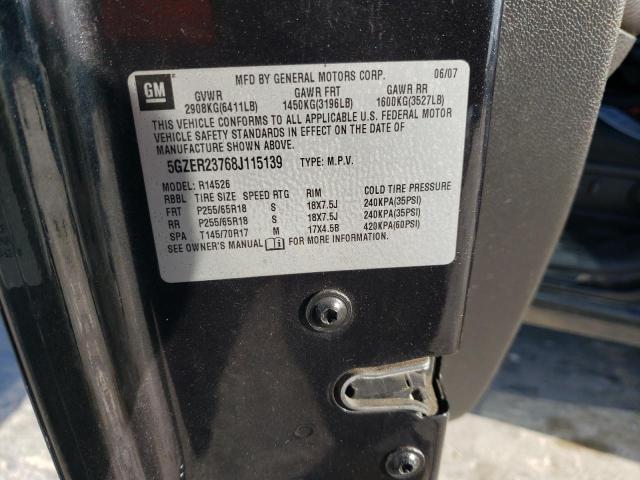 GM
MFD BY GENERAL MOTORS CORP. 06/07
GVWR GAWR FRT GAWR RR
2908KG(6411LB) 1450KG(3196LB) 1600KG(3527LB)
THIS VEHICLE CONFORMS TO ALL APPLICABLE U.S. FEDERAL MOTOR
VEHICLE SAFETY STANDARDS IN EFFECT ON THE DATE OF
MANUFACTURE SHOWN ABOVE.
5GZER23768J115139 TYPE: M.P.V.
MODEL: R14526
RBBL TIRE SIZE SPEED RTG RIM COLD TIRE PRESSURE
FRT P255/65R18 S 18X7.5J 240KPA(35PSI)
RR P255/65R18 S 18X7.5J 240KPA(35PSI)
SPA T145/70R17 M 17X4.5B 420KPA(60PSI)
SEE OWNER'S MANUAL FOR MORE INFORMATION.